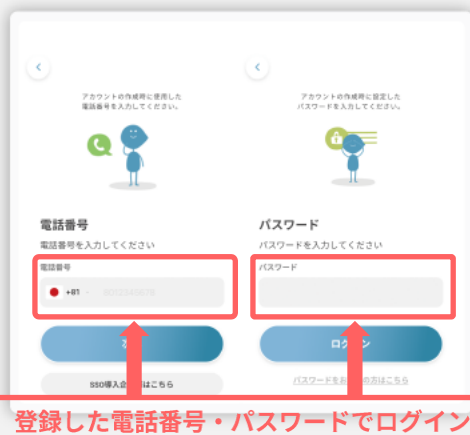 アカウントの作成時に使用した
電話番号を入力してください。
電話番号
電話番号を入力してください
電話番号
+81
SSO導入企 はこちら
アカウントの作成時に設定した
パスワードを入力してください。
パスワード
パスワードを入力してください
パスワード
ログ ン
パスワードをお の方はこちら
登録した電話番号・パスワードでログイン